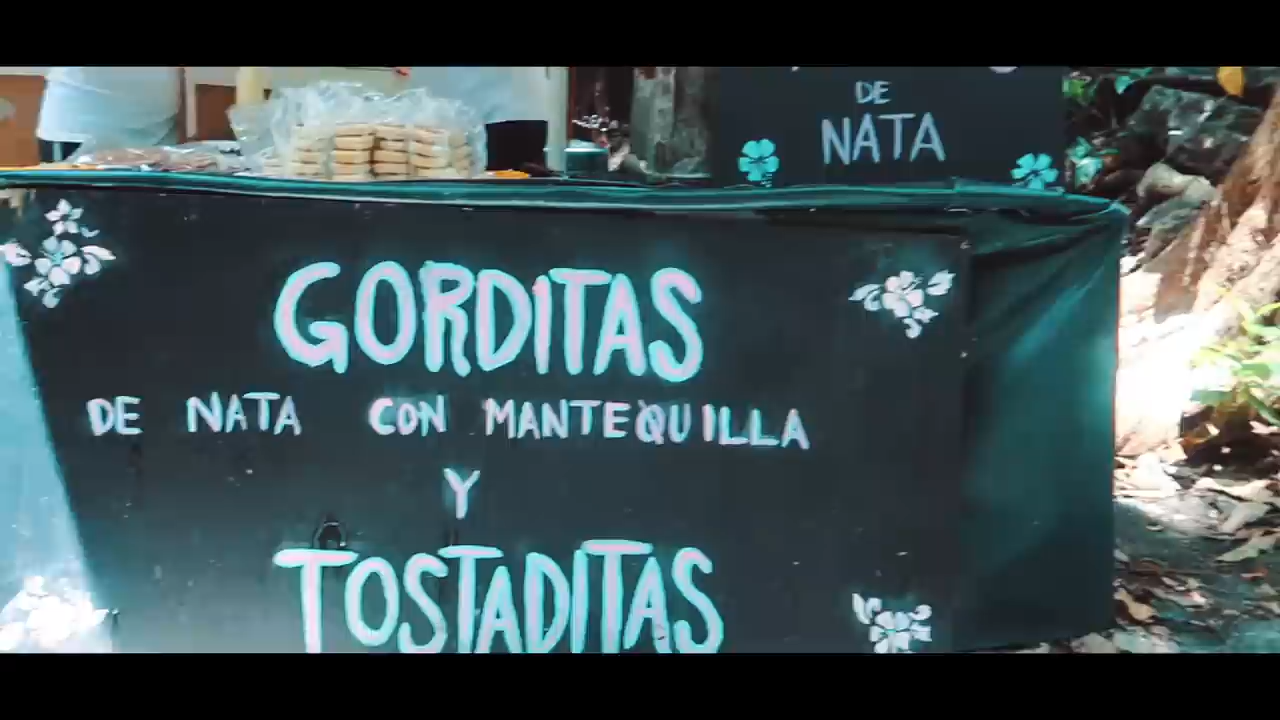 DE
NATA
GORDITAS
DE NATA CON MANTEQUILLA
Y
TOSTADITAS